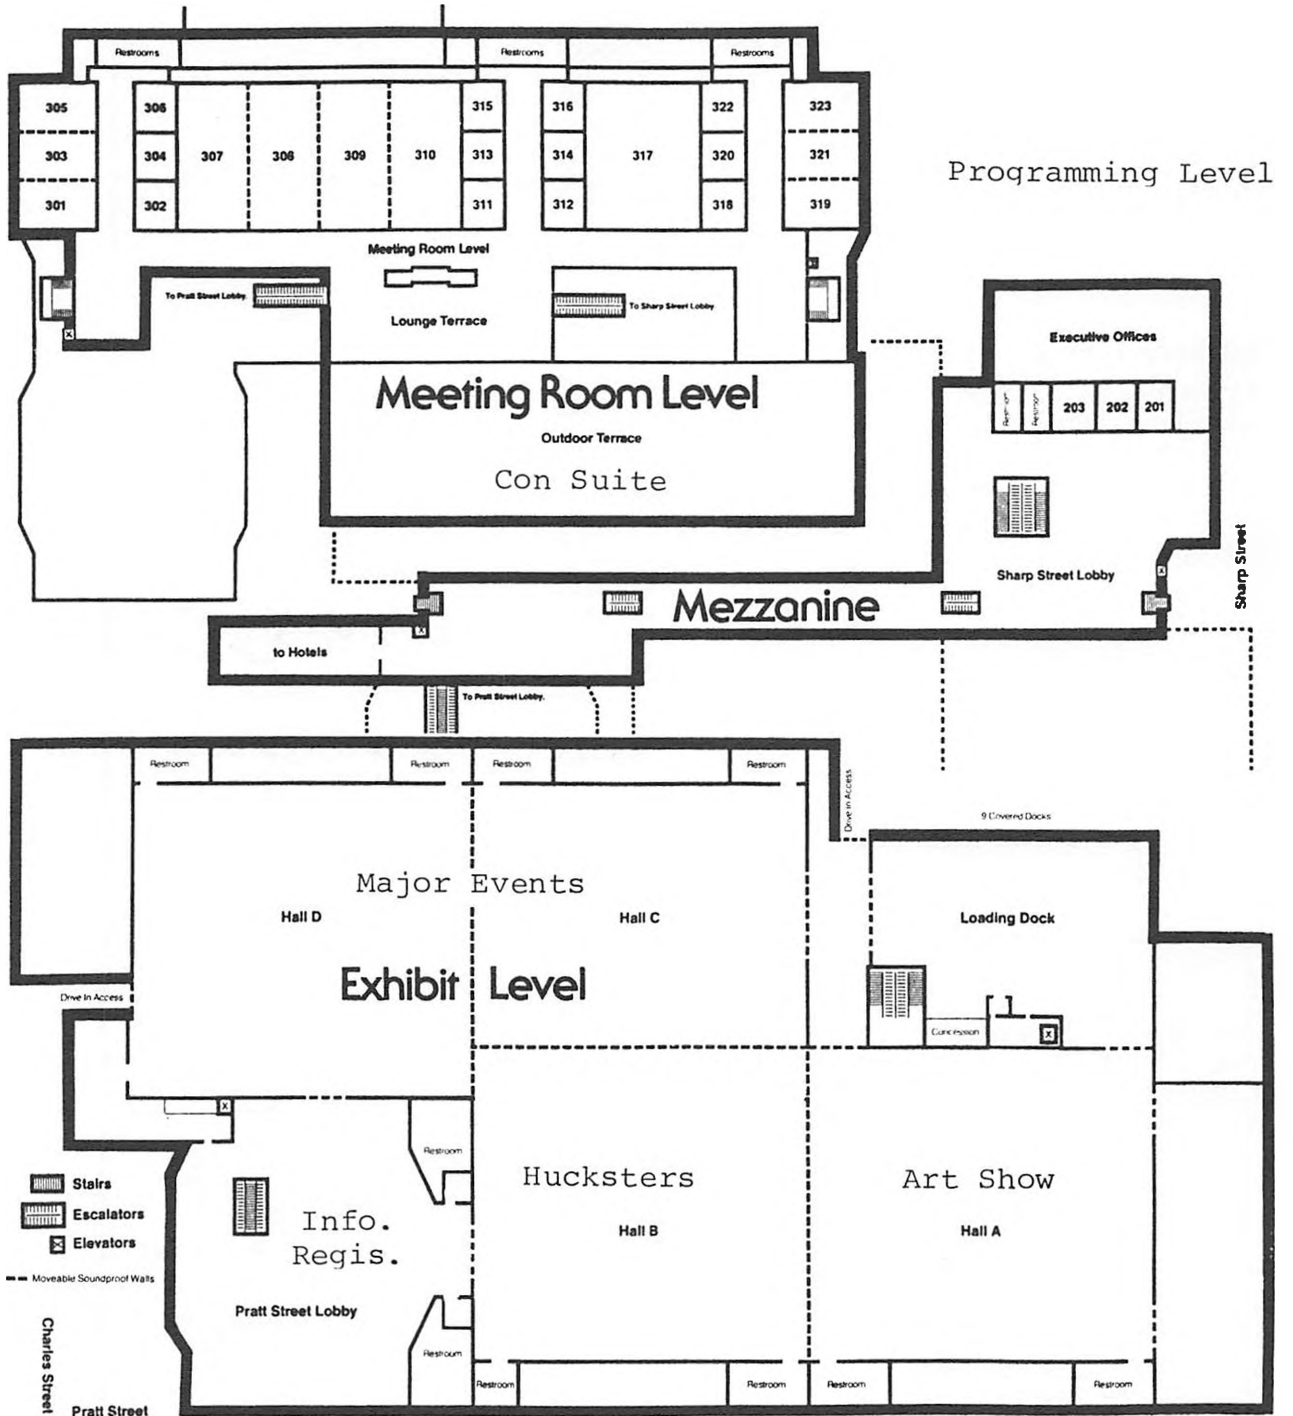 Restrooms
Restrooms
Restrooms
305
306
315
316
322
323
303
304
307
306
309
310
313
314
317
320
321
301
302
311
312
318
319
Programming Level
Meeting Room Level
To Pratt Street Lobby.
To Sharp Street Lobby
Lounge Terrace
Executive Offices
Meeting Room Level
Outdoor Terrace
Con Suite
203
202
201
Sharp Street Lobby
Sharp Street
Mezzanine
to Hotels
To Pratt Street Lobby.
Restroom
Restroom
Restroom
Restroom
Drive in Access
9 Covered Docks
Major Events
Hall D
Hall C
Loading Dock
Exhibit Level
Drive In Access
Concession
Restroom
Hucksters
Art Show
Stairs
Escalators
Elevators
Moveable Soundproof Walls
Info.
Regis.
Hall B
Hall A
Pratt Street Lobby
Restroom
Restroom
Restroom
Restroom
Restroom
Charles Street
Pratt Street